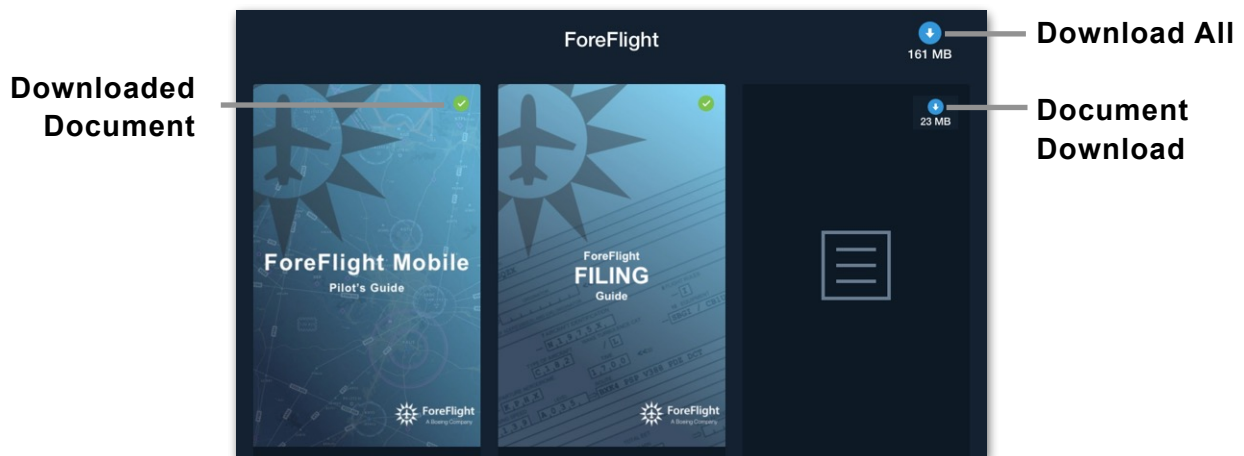 ForeFlight
161 MB
Download All
Downloaded
Document
23 MB
Document
Download
ForeFlight Mobile
Pilot's Guide
ForeFlight
A Boeing Company
ForeFlight
FILING
Guide
ForeFlight
A Boeing Company